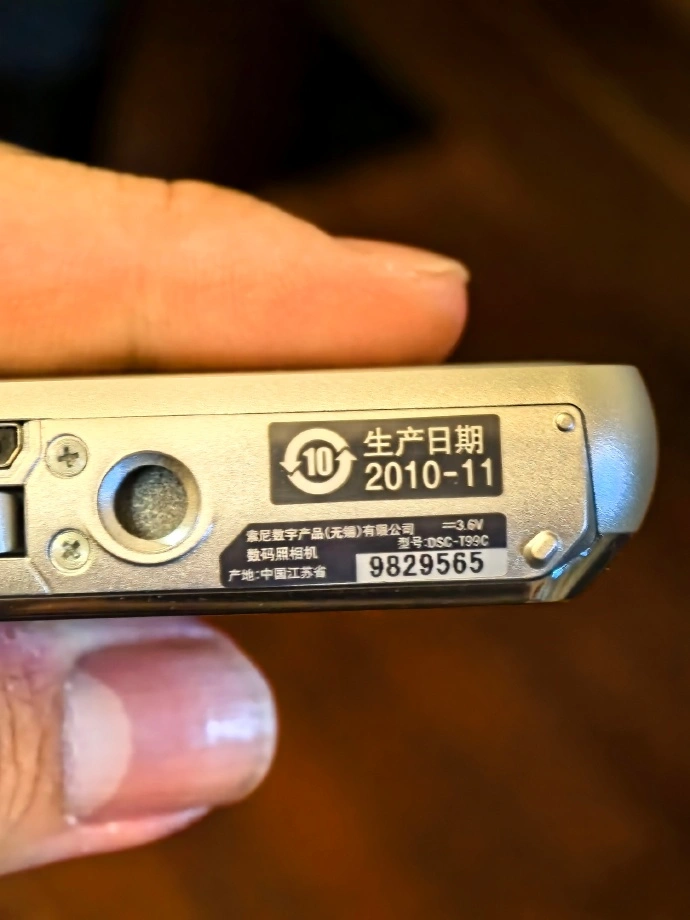 10
生产日期
2010-11
索尼数字产品(无锡)有限公司 ⎓3.6V
数码照相机 型号:DSC-T99C
产地:中国江苏省 9829565